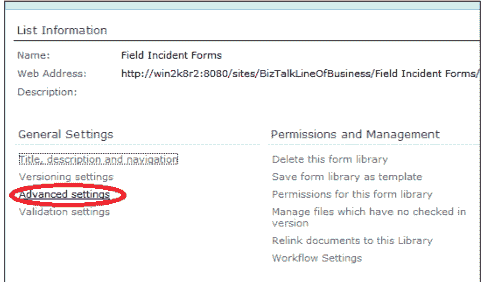 List Information
Name: Field Incident Forms
Web Address: http://win2k8r2:8080/sites/BizTalkLineOfBusiness/Field Incident Forms/
Description:
General Settings
Title, description and navigation
Versioning settings
Advanced settings
Validation settings
Permissions and Management
Delete this form library
Save form library as template
Permissions for this form library
Manage files which have no checked in
version
Relink documents to this Library
Workflow Settings